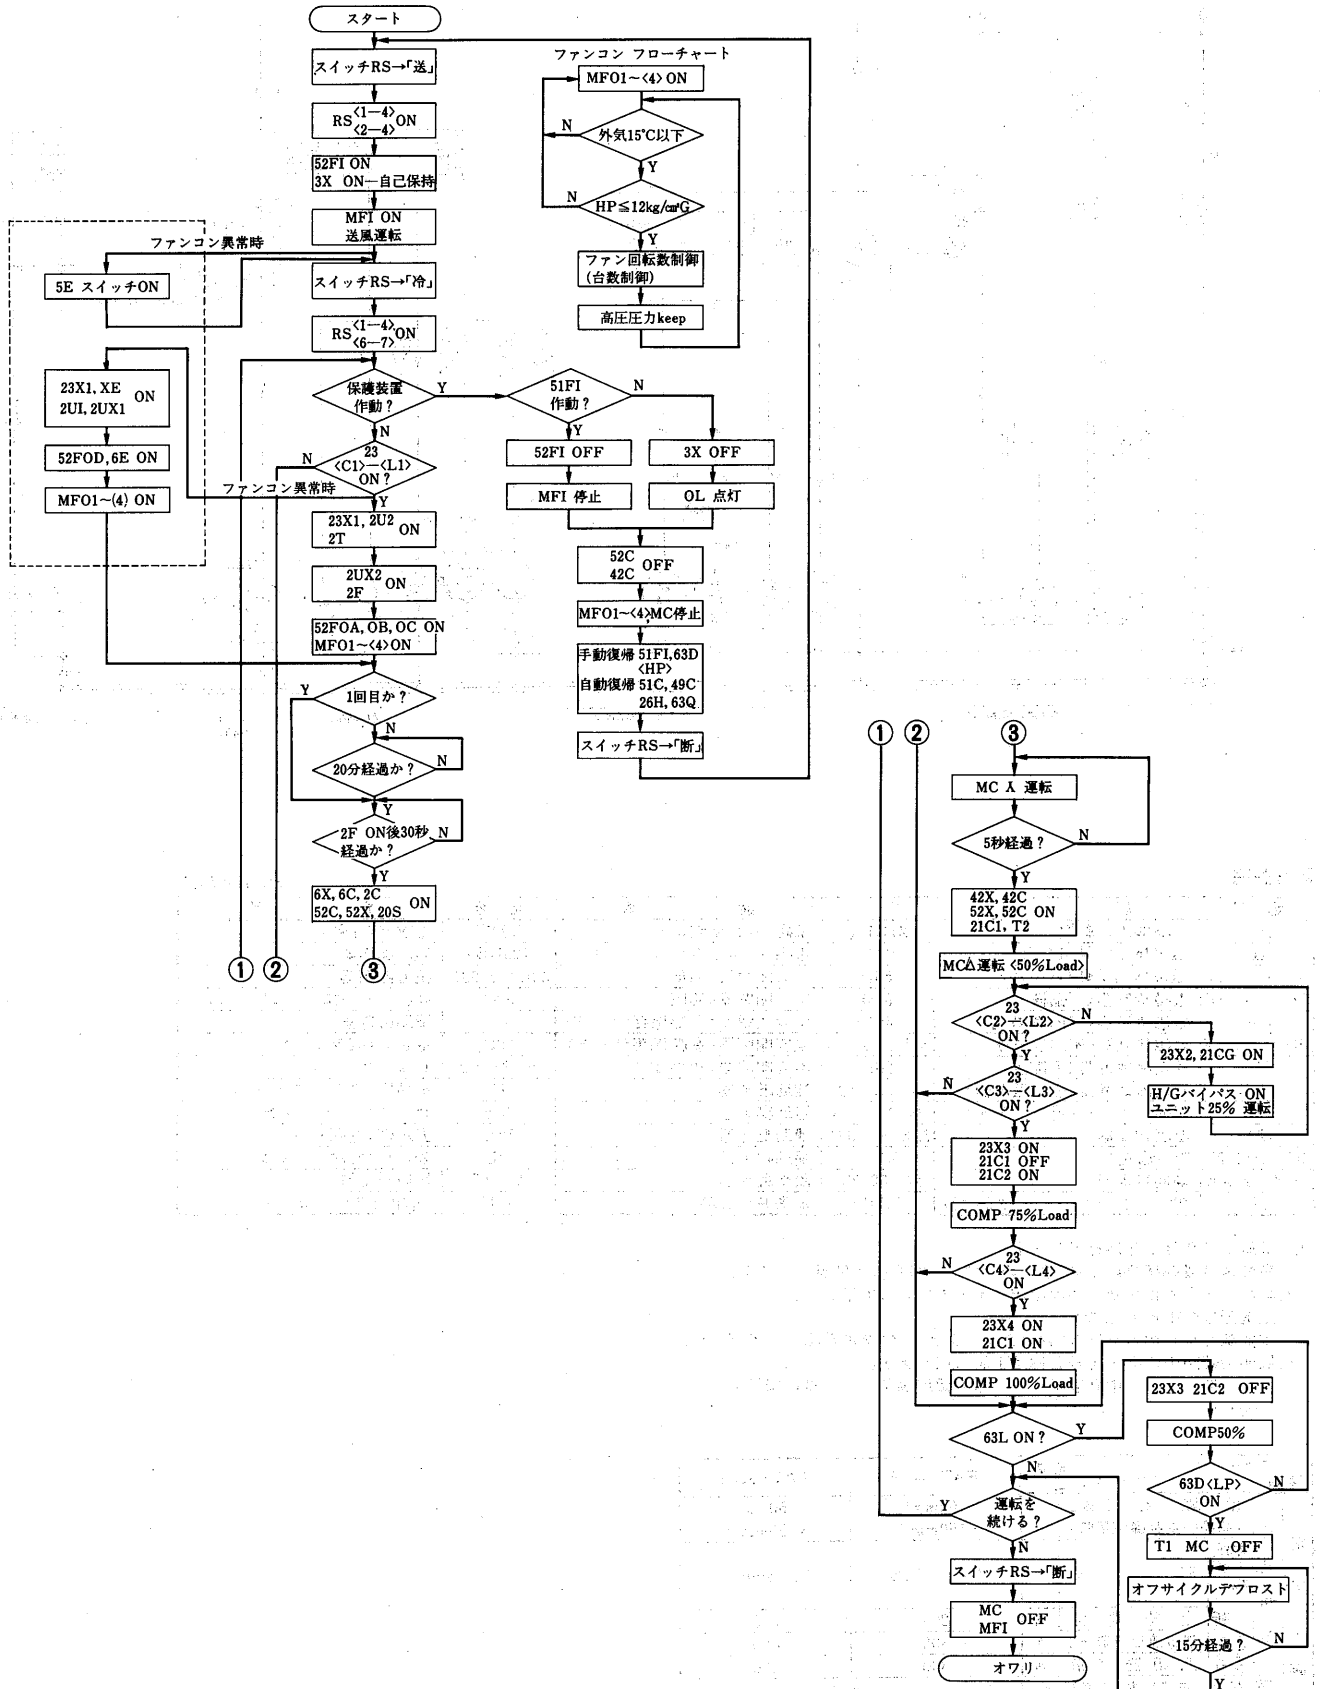 スタート
スイッチRS→「送」
RS<1―4>
<2―4> ON
52FI ON
3X ON―自己保持
MFI ON
送風運転
ファンコン異常時
5E スイッチON
スイッチRS→「冷」
RS<1―4>
<6―7> ON
23X1, XE
2UI, 2UX1 ON
52FOD, 6E ON
MFO1~(4) ON
保護装置
作動?
Y
N
23
<C1>―<L1>
ON?
N
Y
ファンコン異常時
23X1, 2U2
2T ON
2UX2
2F ON
52FOA, OB, OC ON
MFO1~<4>ON
1回目か?
Y
N
20分経過か?
N
Y
2F ON後30秒
経過か?
N
Y
6X, 6C, 2C
52C, 52X, 20S ON
①
②
③
ファンコン フローチャート
MFO1~<4> ON
外気15℃以下
N
Y
HP≦12kg/c㎡G
N
Y
ファン回転数制御
(台数制御)
高圧圧力keep
51FI
作動?
N
Y
52FI OFF
MFI 停止
3X OFF
OL 点灯
52C
42C OFF
MFO1~<4>,MC停止
手動復帰 51FI,63D
<HP>
自動復帰 51C, 49C
26H, 63Q
スイッチRS→「断」
①
②
③
MC 人 運転
5秒経過?
N
Y
42X, 42C
52X, 52C ON
21C1, T2
MC△運転 <50%Load>
23
<C2>―<L2>
ON?
N
Y
23X2, 21CG ON
H/Gバイパス ON
ユニット25% 運転
23
<C3>―<L3>
ON?
N
Y
23X3 ON
21C1 OFF
21C2 ON
COMP 75%Load
23
<C4>―<L4>
ON
N
Y
23X4 ON
21C1 ON
COMP 100%Load
63L ON?
Y
N
23X3 21C2 OFF
COMP50%
63D<LP>
ON
N
Y
T1 MC OFF
オフサイクルデフロスト
15分経過?
N
Y
運転を
続ける?
Y
N
スイッチRS→「断」
MC
MFI OFF
オワリ